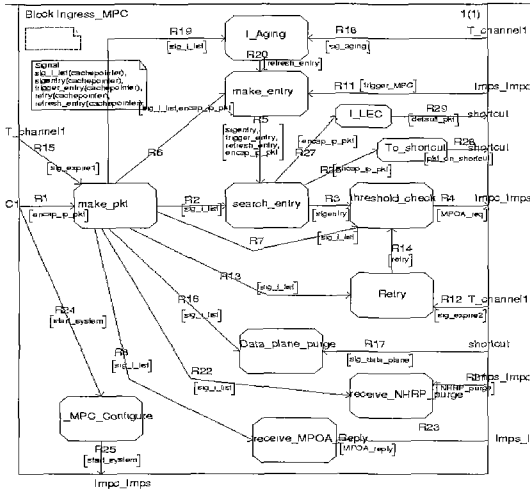 Block Ingress_MPC
1(1)
R19
[sig_i_list]
I_Aging
R18
[sig_aging]
T_channel1
R20
[refresh_entry]
Signal
sig_i_list(cachepointer),
sigentry(cachepointer),
trigger_entry(cachepointer),
retry(cachepointer),
refresh_entry(cachepointer)
make_entry
R11
[trigger_MPC]
Imps_Impc
[sig_i_list,encap_ip_pkt]
R5
I_LEC
R29
[default_pkt]
shortcut
T_channel1
R15
[sig_expire1]
R6
[sigentry,
trigger_entry,
refresh_entry,
encap_ip_pkt]
R27
[encap_ip_pkt]
To_shortcut
R28
[pkt_on_shortcut]
shortcut
[encap_ip_pkt]
C1
R1
[encap_ip_pkt]
make_pkt
R2
[sig_i_list]
search_entry
R3
[sigentry]
threshold_check
R4
[MPOA_req]
Impc_Imps
R7
[sig_i_list]
R14
[retry]
R13
[sig_i_list]
Retry
R12
[sig_expire2]
T_channel1
R16
[sig_i_list]
R24
[start_system]
Data_plane_purge
R17
[sig_data_plane]
shortcut
[sig_i_list]
R22
[sig_i_list]
receive_NHRP_purge
[NHRP_purge]
Imps_Impc
I_MPC_Configure
receive_MPOA_Reply
R23
[MPOA_reply]
R25
[start_system]
Impc_Imps